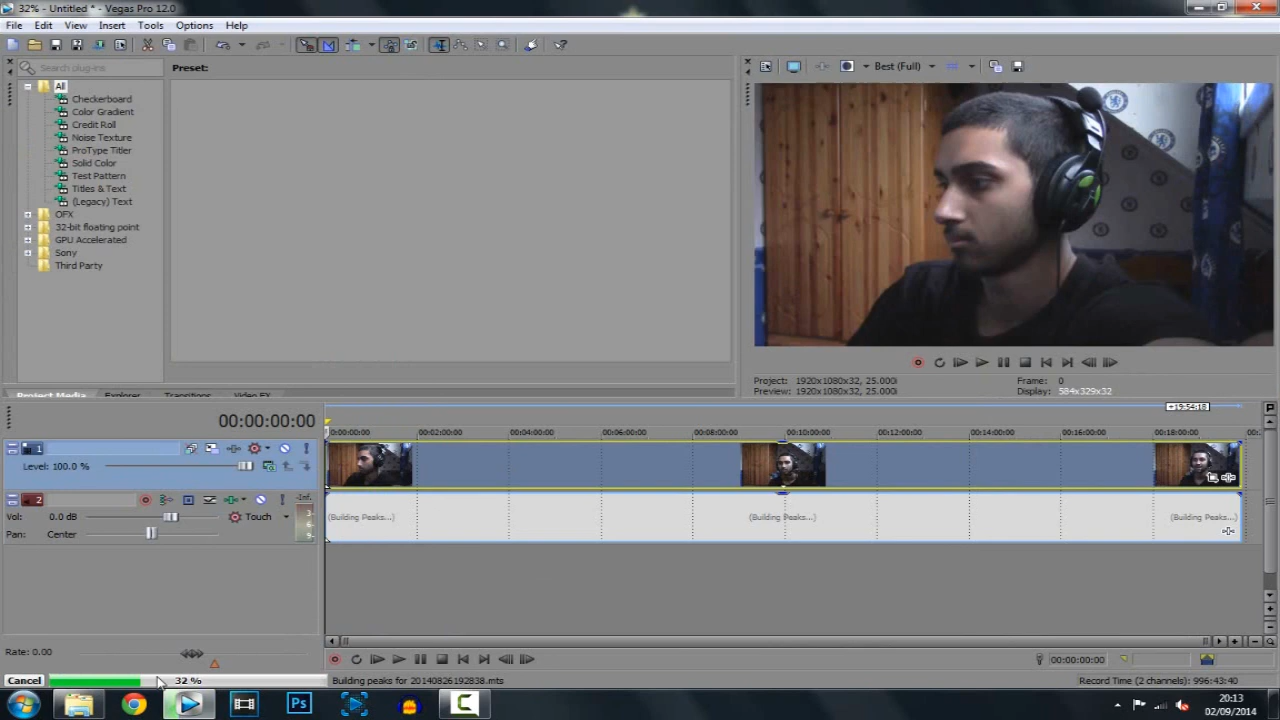 32% - Untitled * - Vegas Pro 12.0
File Edit View Insert Tools Options Help
Search plug-ins
Preset:
Best (Full)
All
Checkerboard
Color Gradient
Credit Roll
Noise Texture
ProType Titler
Solid Color
Test Pattern
Titles & Text
(Legacy) Text
OFX
32-bit floating point
GPU Accelerated
Sony
Third Party
Project: 1920x1080x32, 25.000i
Frame: 0
Preview: 1920x1080x32, 25.000i
Display: 584x329x32
Project Media Explorer Transitions Video FX
+19:54:18
00:00:00:00
00:00:00 00:02:00:00 00:04:00:00 00:06:00:00 00:08:00:00 00:10:00:00 00:12:00:00 00:14:00:00 00:16:00:00 00:18:00:00
1
Level: 100.0 %
2
-Inf.
Vol: 0.0 dB Touch
(Building Peaks...) (Building Peaks...) (Building Peaks...)
Pan: Center
Rate: 0.00
00:00:00:00
Cancel 32 % Building peaks for 20140826192838.mts Record Time (2 channels): 996:43:40
Ps
20:13
02/09/2014